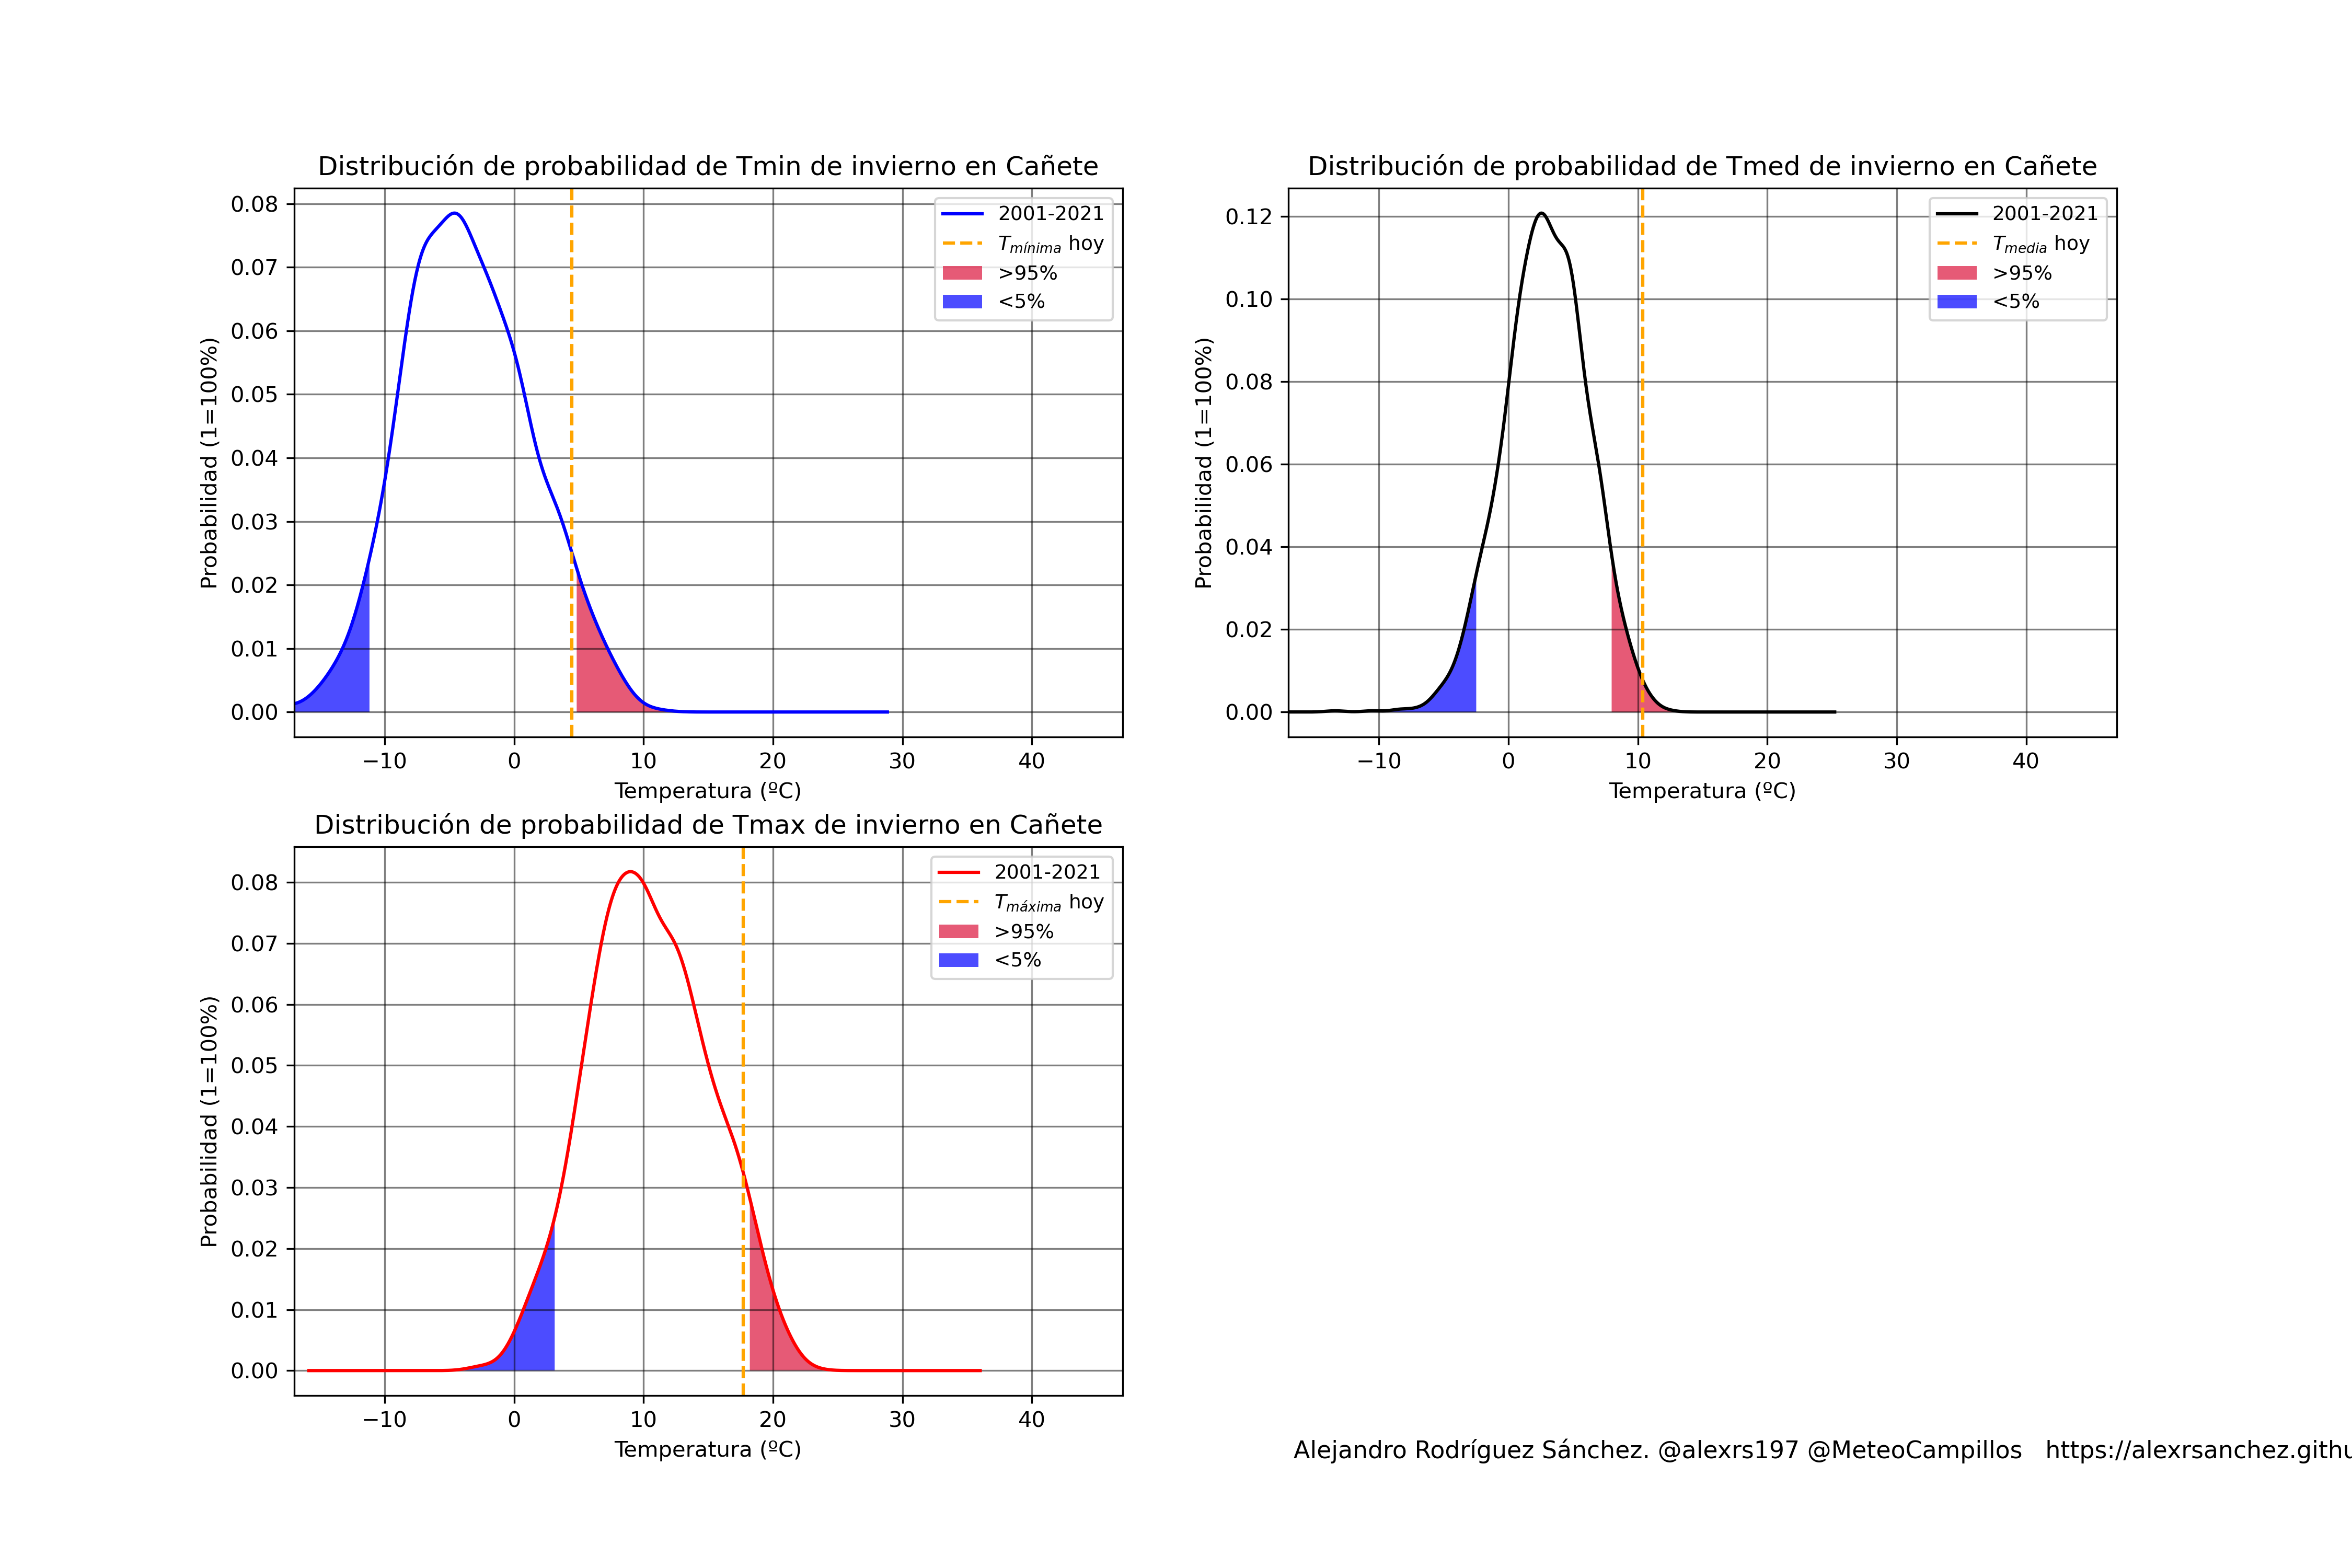 Distribución de probabilidad de Tmin de invierno en Cañete
Probabilidad (1=100%)
0.08
0.07
0.06
0.05
0.04
0.03
0.02
0.01
0.00
2001-2021
Tmínima hoy
>95%
<5%
−10 0 10 20 30 40
Temperatura (ºC)
Distribución de probabilidad de Tmed de invierno en Cañete
Probabilidad (1=100%)
0.12
0.10
0.08
0.06
0.04
0.02
0.00
2001-2021
Tmedia hoy
>95%
<5%
−10 0 10 20 30 40
Temperatura (ºC)
Distribución de probabilidad de Tmax de invierno en Cañete
Probabilidad (1=100%)
0.08
0.07
0.06
0.05
0.04
0.03
0.02
0.01
0.00
2001-2021
Tmáxima hoy
>95%
<5%
−10 0 10 20 30 40
Temperatura (ºC)
Alejandro Rodríguez Sánchez. @alexrs197 @MeteoCampillos https://alexrsanchez.githu